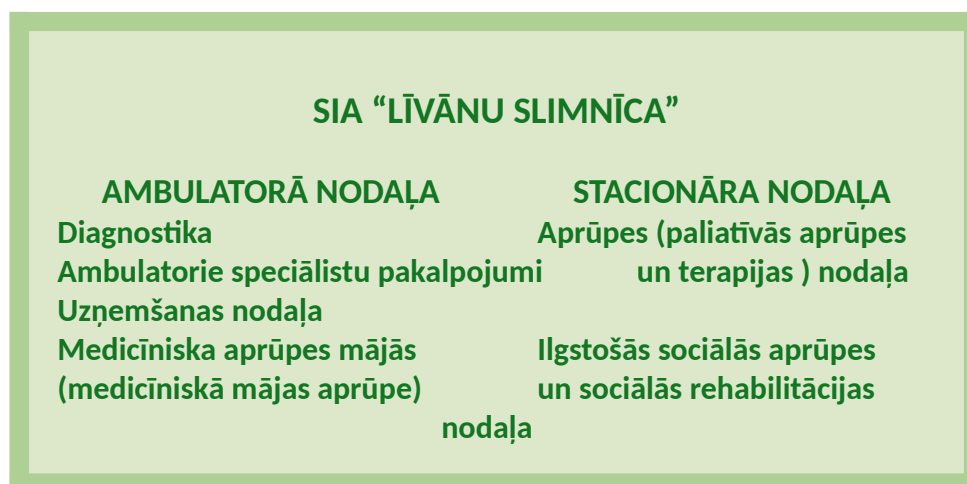 SIA “LĪVĀNU SLIMNĪCA”
AMBULATORĀ NODAĻA STACIONĀRA NODAĻA
Diagnostika Aprūpes (paliatīvās aprūpes
Ambulatorie speciālistu pakalpojumi un terapijas ) nodaļa
Uzņemšanas nodaļa
Medicīniska aprūpes mājās Ilgstošās sociālās aprūpes
(medicīniskā mājas aprūpe) un sociālās rehabilitācijas
nodaļa